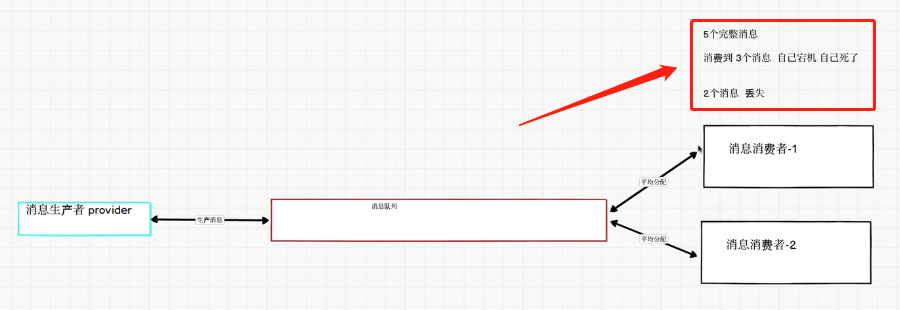 5个完整消息
消费到 3个消息 自己宕机 自己死了
2个消息 丢失
消息消费者-1
平均分配
消息生产者 provider
生产消息
消息队列
平均分配
消息消费者-2